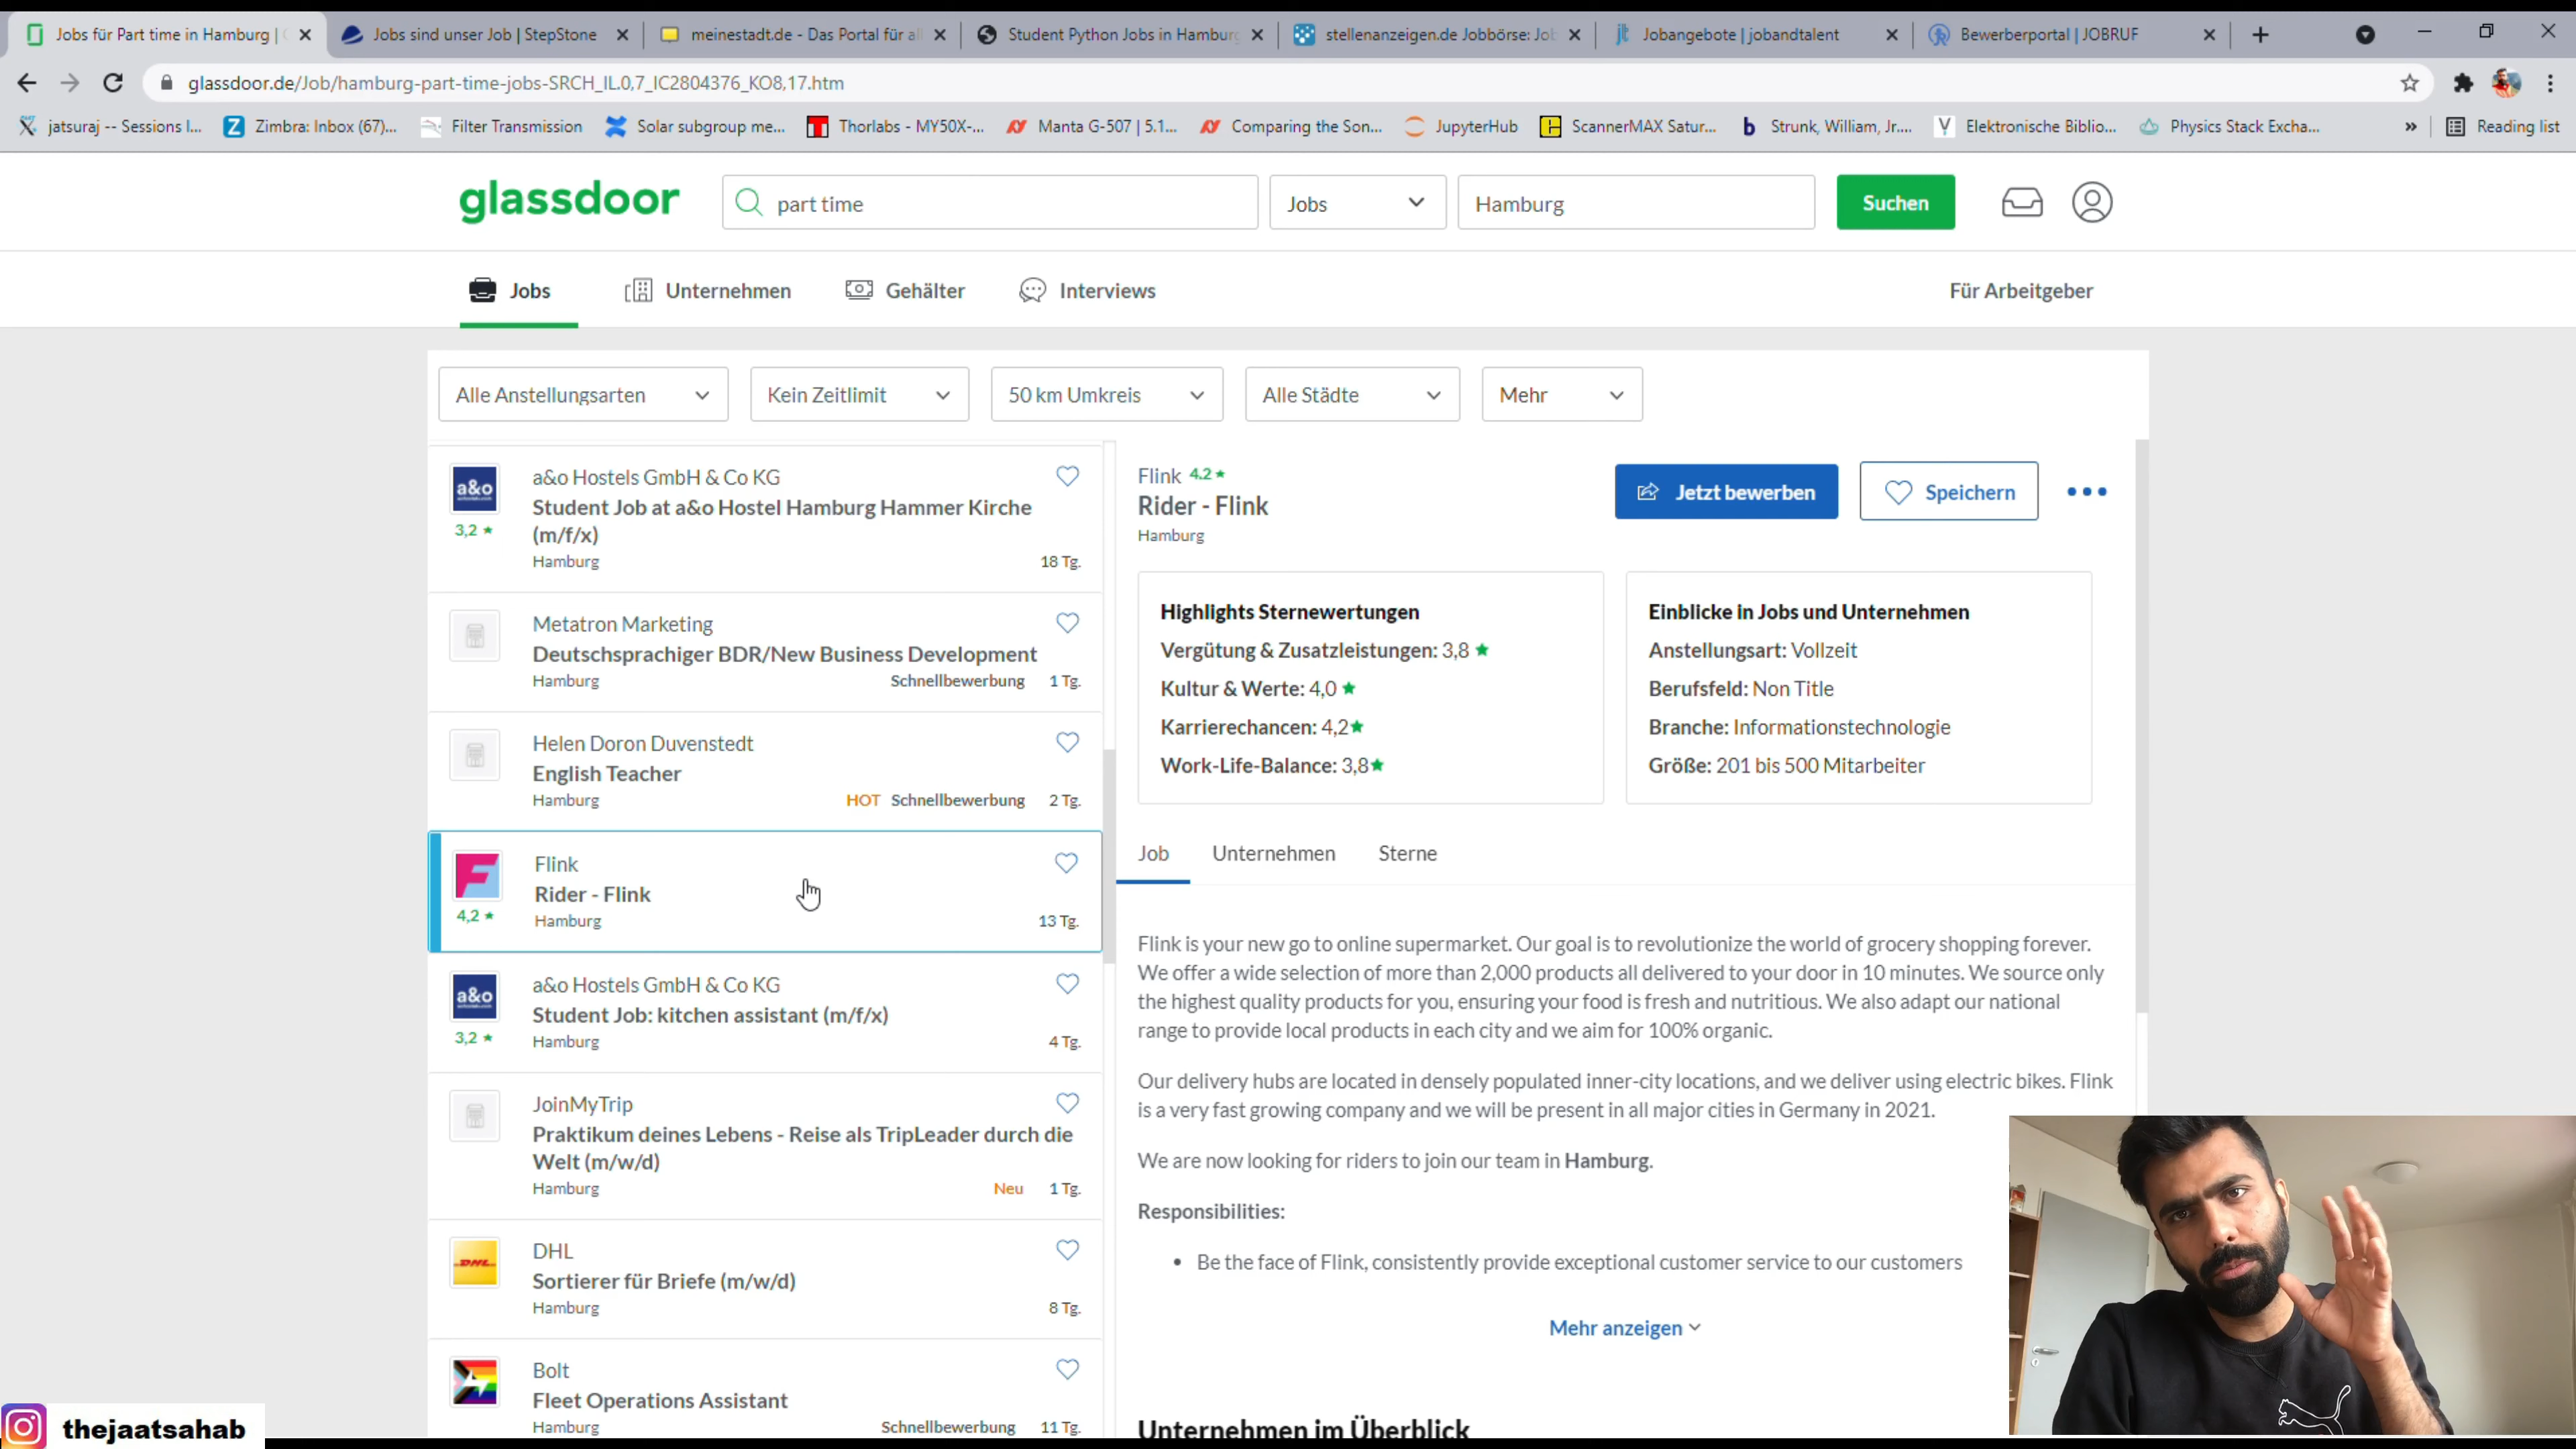 Jobs für Part time in Hamburg |
Jobs sind unser Job | StepStone
meinestadt.de - Das Portal für al
Student Python Jobs in Hamburg
stellenanzeigen.de Jobbörse: Job
Jobangebote | jobandtalent
Bewerberportal | JOBRUF
glassdoor.de/Job/hamburg-part-time-jobs-SRCH_IL.0,7_IC2804376_KO8,17.htm
jatsuraj -- Sessions I...
Zimbra: Inbox (67)...
Filter Transmission
Solar subgroup me...
Thorlabs - MY50X-...
Manta G-507 | 5.1...
Comparing the Son...
JupyterHub
ScannerMAX Satur...
Strunk, William, Jr....
Elektronische Biblio...
Physics Stack Excha...
»
Reading list
glassdoor
part time
Jobs
Hamburg
Suchen
Jobs
Unternehmen
Gehälter
Interviews
Für Arbeitgeber
Alle Anstellungsarten
Kein Zeitlimit
50 km Umkreis
Alle Städte
Mehr
a&o
3,2 ★
a&o Hostels GmbH & Co KG
Student Job at a&o Hostel Hamburg Hammer Kirche
(m/f/x)
Hamburg 18 Tg.
Metatron Marketing
Deutschsprachiger BDR/New Business Development
Hamburg Schnellbewerbung 1 Tg.
Helen Doron Duvenstedt
English Teacher
Hamburg HOT Schnellbewerbung 2 Tg.
Flink
Rider - Flink
4,2 ★
Hamburg 13 Tg.
a&o
3,2 ★
a&o Hostels GmbH & Co KG
Student Job: kitchen assistant (m/f/x)
Hamburg 4 Tg.
JoinMyTrip
Praktikum deines Lebens - Reise als TripLeader durch die
Welt (m/w/d)
Hamburg Neu 1 Tg.
DHL
DHL
Sortierer für Briefe (m/w/d)
Hamburg 8 Tg.
Bolt
Fleet Operations Assistant
Hamburg Schnellbewerbung 11 Tg.
Flink 4.2 ★
Rider - Flink
Hamburg
Jetzt bewerben
Speichern
Highlights Sternewertungen
Vergütung & Zusatzleistungen: 3,8 ★
Kultur & Werte: 4,0 ★
Karrierechancen: 4,2★
Work-Life-Balance: 3,8★
Einblicke in Jobs und Unternehmen
Anstellungsart: Vollzeit
Berufsfeld: Non Title
Branche: Informationstechnologie
Größe: 201 bis 500 Mitarbeiter
Job
Unternehmen
Sterne
Flink is your new go to online supermarket. Our goal is to revolutionize the world of grocery shopping forever.
We offer a wide selection of more than 2,000 products all delivered to your door in 10 minutes. We source only
the highest quality products for you, ensuring your food is fresh and nutritious. We also adapt our national
range to provide local products in each city and we aim for 100% organic.
Our delivery hubs are located in densely populated inner-city locations, and we deliver using electric bikes. Flink
is a very fast growing company and we will be present in all major cities in Germany in 2021.
We are now looking for riders to join our team in Hamburg.
Responsibilities:
• Be the face of Flink, consistently provide exceptional customer service to our customers
Mehr anzeigen
Unternehmen im Überblick
thejaatsahab